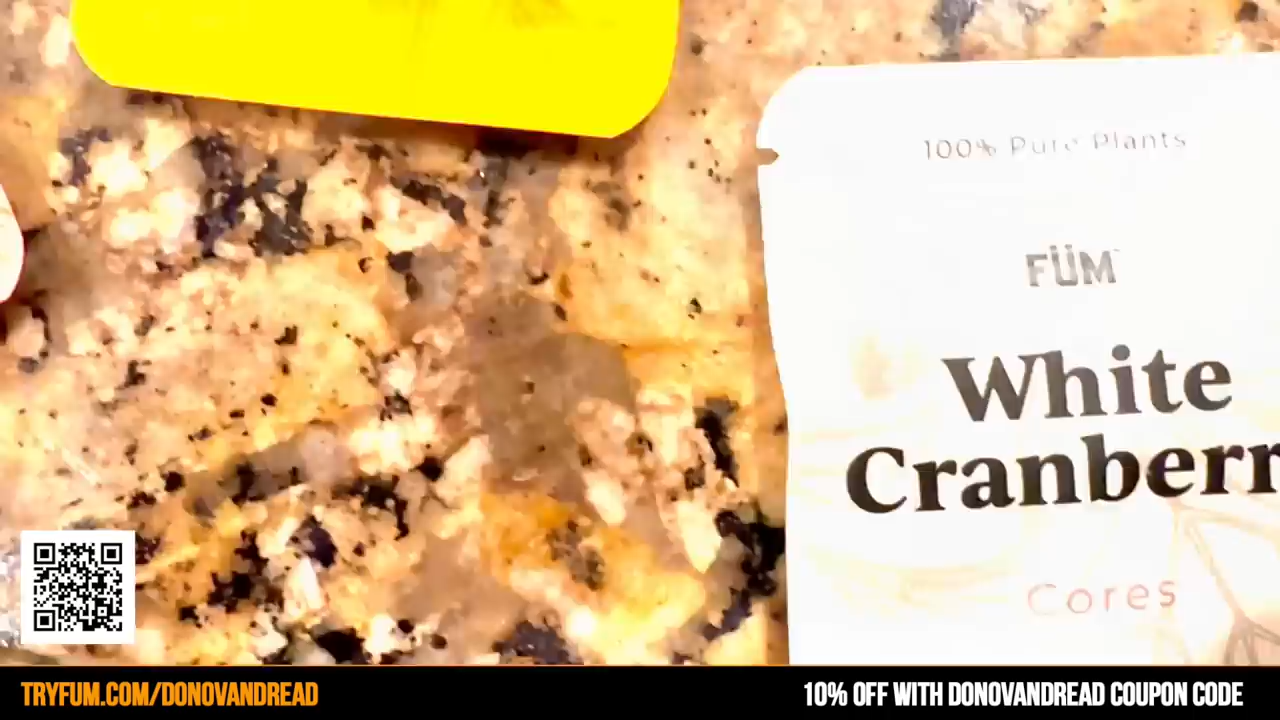 100% Pure Plants
FÜM
White
Cranberr
Cores
TRYFUM.COM/DONOVANDREAD
10% OFF WITH DONOVANDREAD COUPON CODE